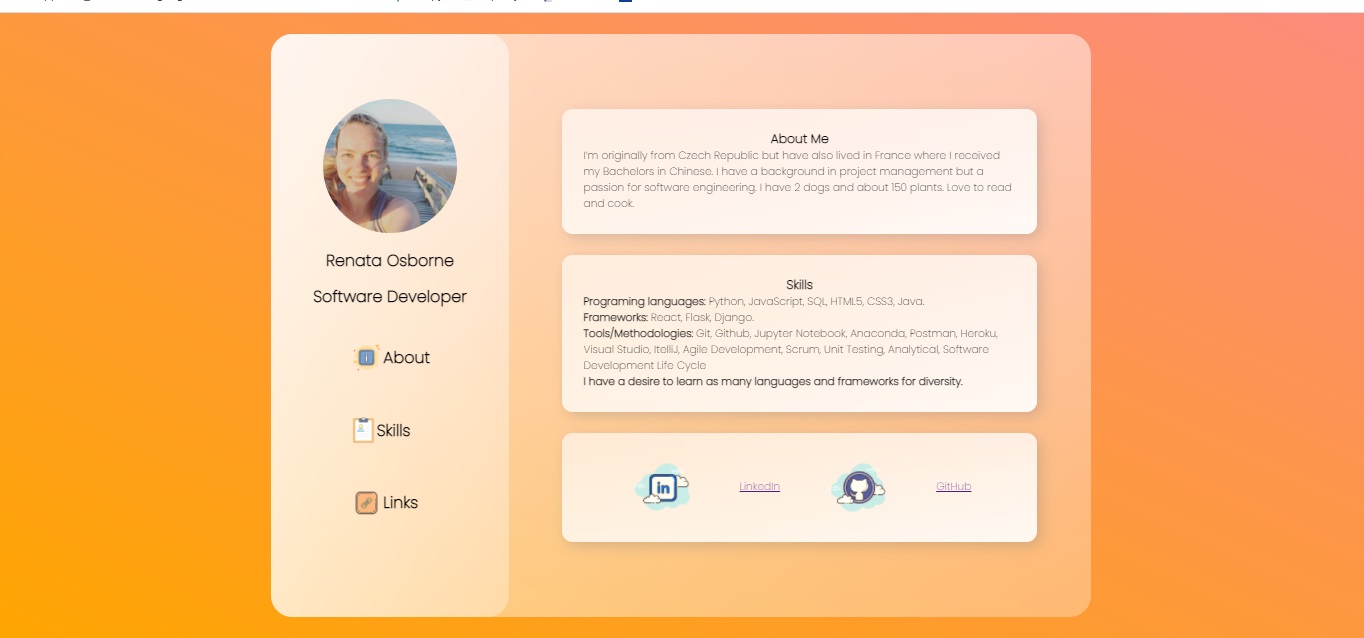 Renata Osborne
Software Developer
About
Skills
Links
About Me
I'm originally from Czech Republic but have also lived in France where I received
my Bachelors in Chinese. I have a background in project management but a
passion for software engineering. I have 2 dogs and about 150 plants. Love to read
and cook.
Skills
Programing languages: Python, JavaScript, SQL, HTML5, CSS3, Java.
Frameworks: React, Flask, Django.
Tools/Methodologies: Git, Github, Jupyter Notebook, Anaconda, Postman, Heroku,
Visual Studio, ItelliJ, Agile Development, Scrum, Unit Testing, Analytical, Software
Development Life Cycle
I have a desire to learn as many languages and frameworks for diversity.
in
LinkedIn
GitHub